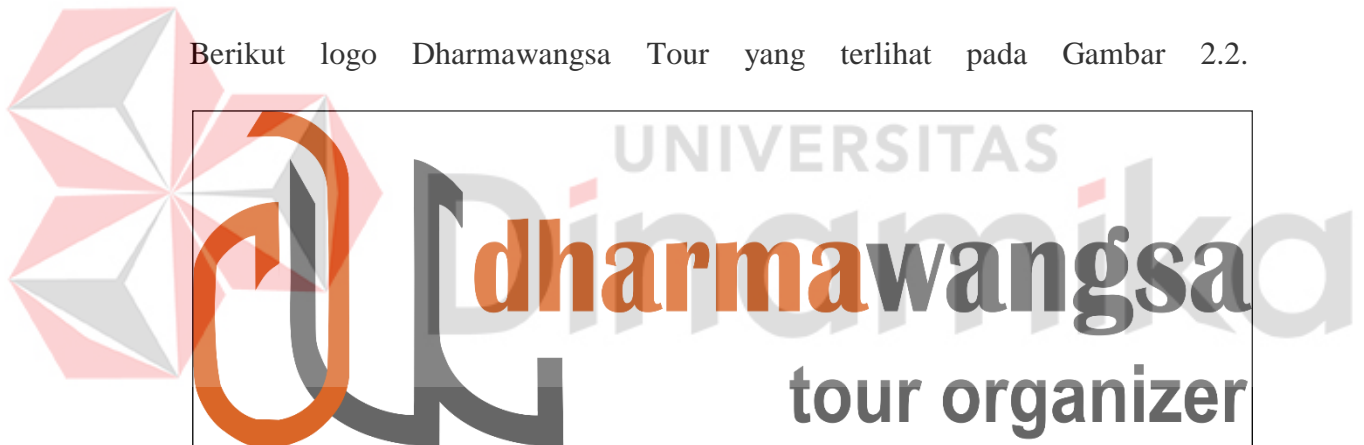 Berikut logo Dharmawangsa Tour yang terlihat pada Gambar 2.2.
UNIVERSITAS
Dinamika
dharmawangsa
tour organizer